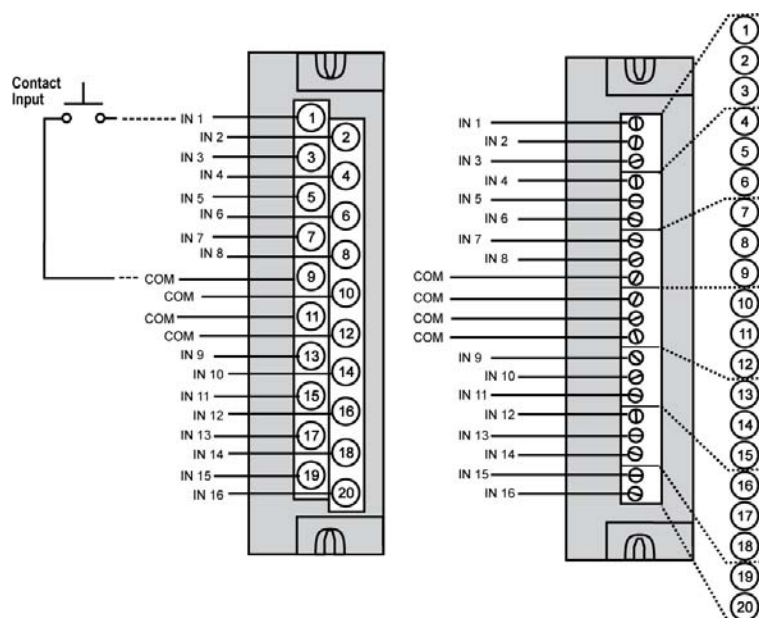 Contact
Input
IN 1 1
IN 2 2
IN 3 3
IN 4 4
IN 5 5
IN 6 6
IN 7 7
IN 8 8
COM 9
COM 10
COM 11
COM 12
IN 9 13
IN 10 14
IN 11 15
IN 12 16
IN 13 17
IN 14 18
IN 15 19
IN 16 20
IN 1
IN 2
IN 3
IN 4
IN 5
IN 6
IN 7
IN 8
COM
COM
COM
COM
IN 9
IN 10
IN 11
IN 12
IN 13
IN 14
IN 15
IN 16
1
2
3
4
5
6
7
8
9
10
11
12
13
14
15
16
17
18
19
20